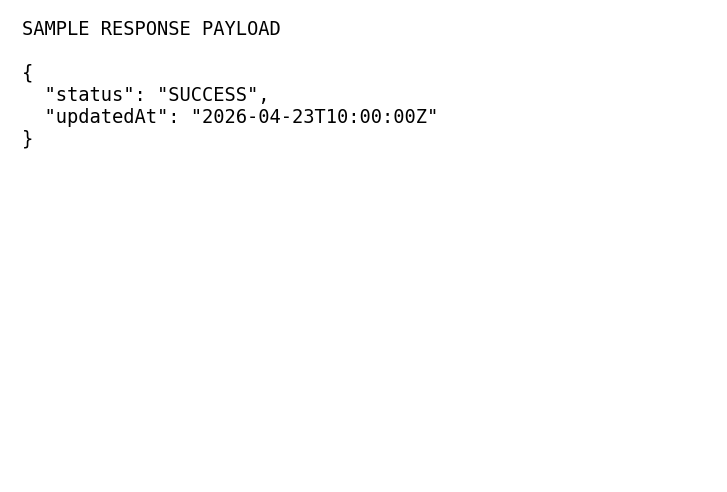 SAMPLE RESPONSE PAYLOAD
{
  "status": "SUCCESS",
  "updatedAt": "2026-04-23T10:00:00Z"
}